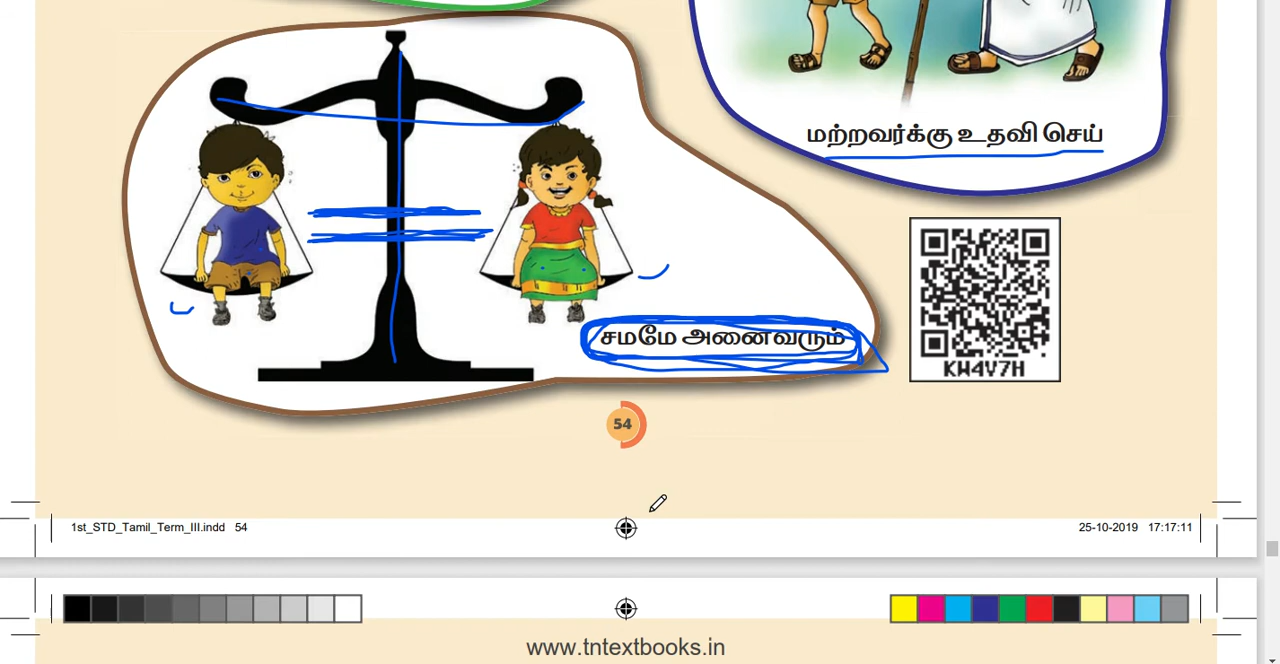 மற்றவர்க்கு உதவி செய்
சமமே அனைவரும்
KW4V7H
54
1st_STD_Tamil_Term_III.indd 54
25-10-2019 17:17:11
www.tntextbooks.in